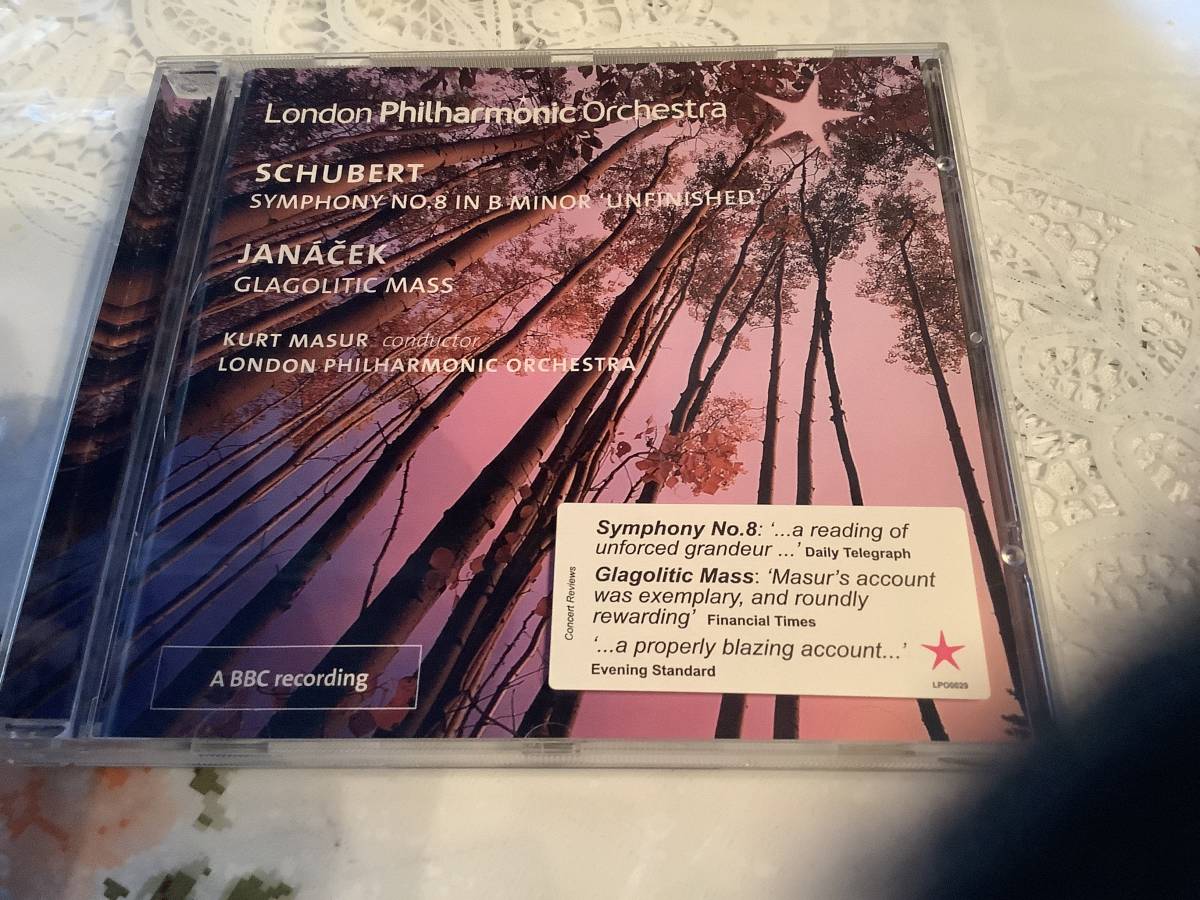 London Philharmonic Orchestra
SCHUBERT
SYMPHONY NO.8 IN B MINOR ‘UNFINISHED’
JANÁČEK
GLAGOLITIC MASS
KURT MASUR conductor
LONDON PHILHARMONIC ORCHESTRA
A BBC recording
Concert Reviews
Symphony No.8: ‘...a reading of
unforced grandeur ...’ Daily Telegraph
Glagolitic Mass: ‘Masur’s account
was exemplary, and roundly
rewarding’ Financial Times
‘...a properly blazing account...’
Evening Standard
LPO0029